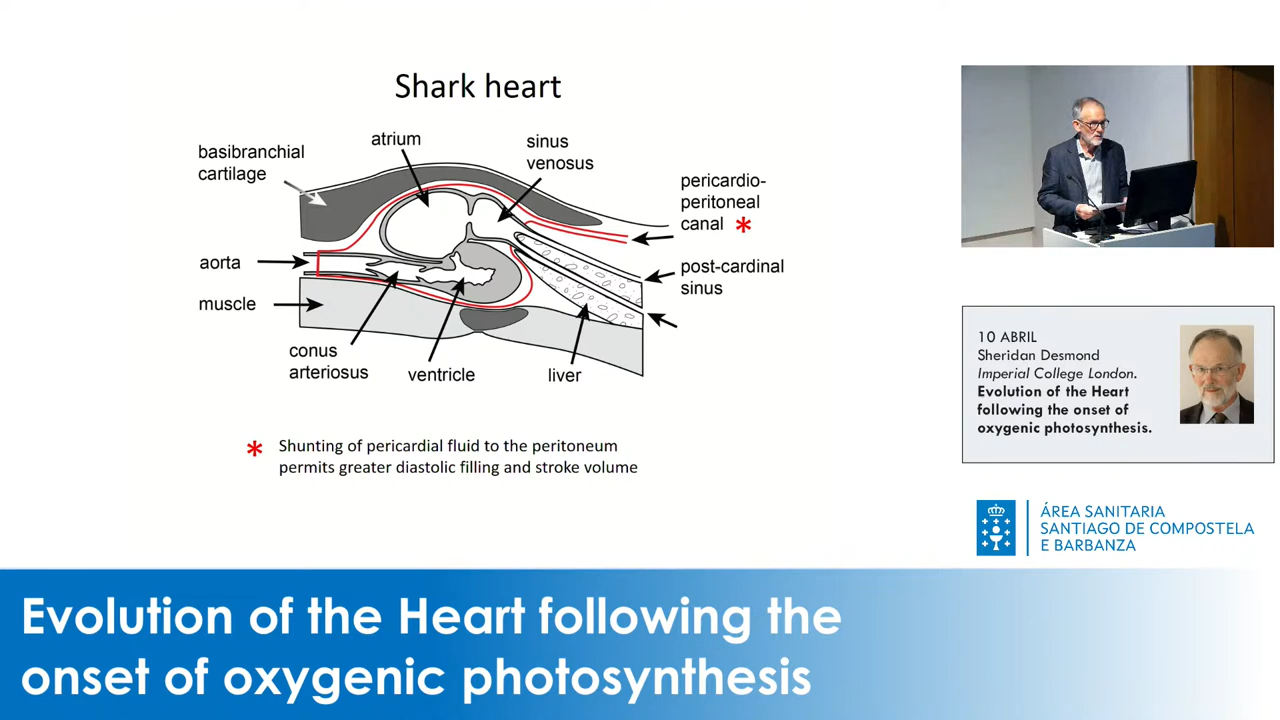 Shark heart
basibranchial
cartilage
atrium
sinus
venosus
pericardio-
peritoneal
canal *
aorta
post-cardinal
sinus
muscle
conus
arteriosus
ventricle
liver
* Shunting of pericardial fluid to the peritoneum
permits greater diastolic filling and stroke volume
10 ABRIL
Sheridan Desmond
Imperial College London.
Evolution of the Heart
following the onset of
oxygenic photosynthesis.
ÁREA SANITARIA
SANTIAGO DE COMPOSTELA
E BARBANZA
Evolution of the Heart following the
onset of oxygenic photosynthesis